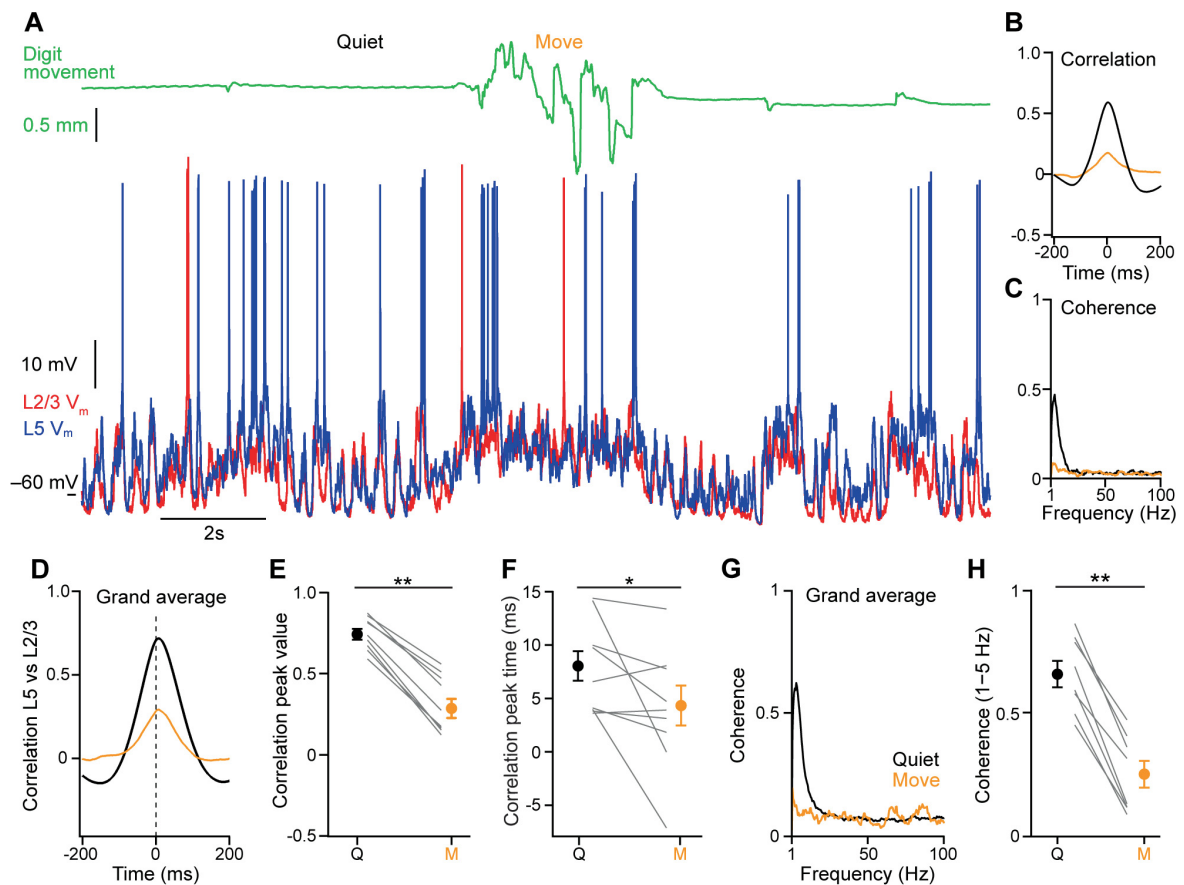 A
Quiet
Move
Digit
movement
0.5 mm
10 mV
L2/3 Vm
L5 Vm
–60 mV
2s
B
Correlation
1.0
0.5
0
-0.5
-200
0
200
Time (ms)
C
Coherence
1
0.5
0
1
50
100
Frequency (Hz)
D
Grand average
Correlation L5 vs L2/3
1.0
0.5
0
-200
0
200
Time (ms)
E
**
Correlation peak value
1.0
0.5
0
-0.5
Q
M
F
*
Correlation peak time (ms)
15
10
5
0
-5
Q
M
G
Grand average
Coherence
1
0.5
0
Quiet
Move
1
50
100
Frequency (Hz)
H
**
Coherence (1–5 Hz)
1
0.5
0
Q
M